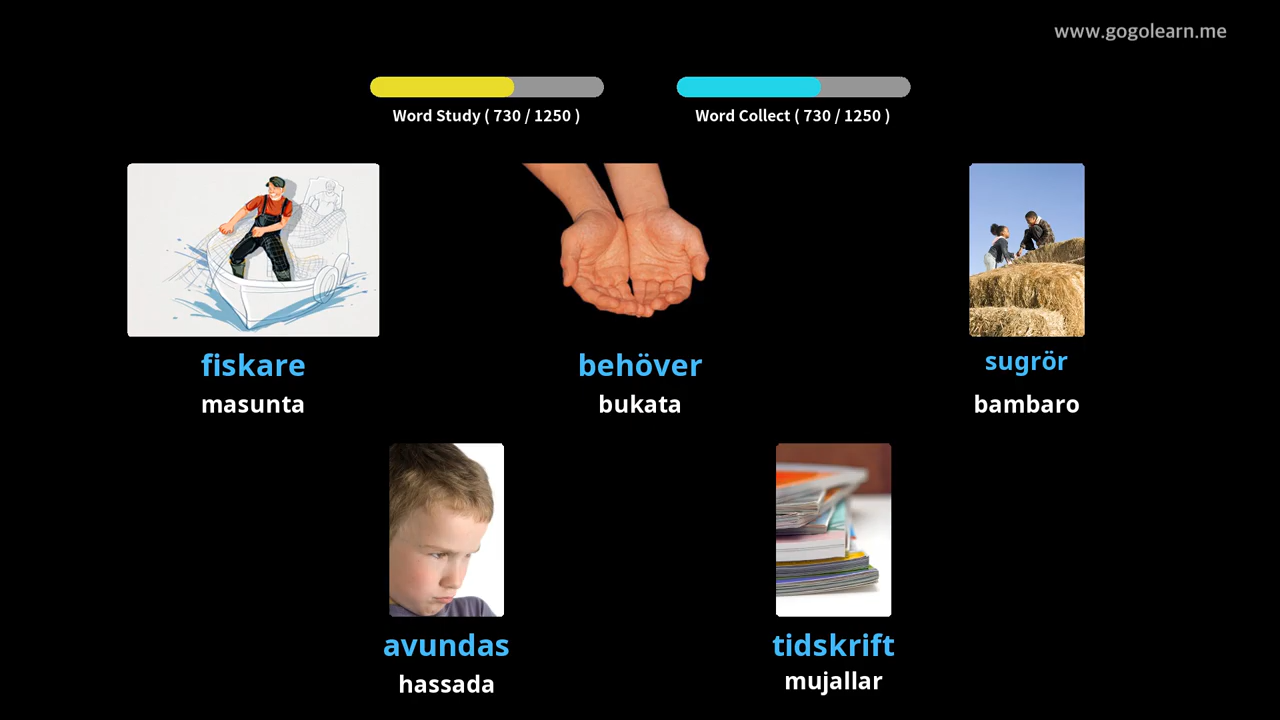 www.gogolearn.me
Word Study ( 730 / 1250 )
Word Collect ( 730 / 1250 )
fiskare
masunta
behöver
bukata
sugrör
bambaro
avundas
hassada
tidskrift
mujallar